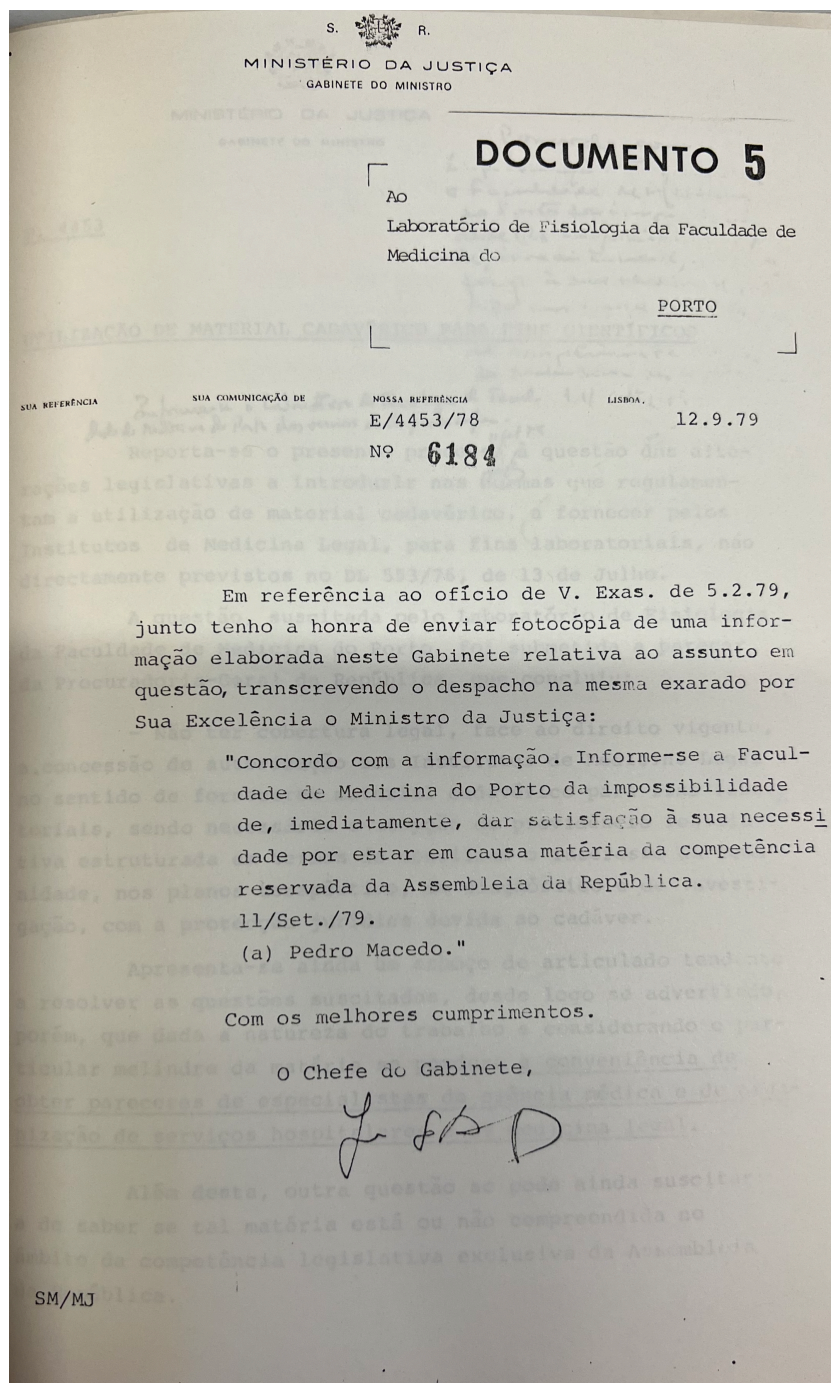 S. R.
MINISTÉRIO DA JUSTIÇA
GABINETE DO MINISTRO
DOCUMENTO 5
Ao
Laboratório de Fisiologia da Faculdade de
Medicina do
PORTO
SUA REFERÊNCIA
SUA COMUNICAÇÃO DE
NOSSA REFERÊNCIA
LISBOA,
E/4453/78
12.9.79
Nº 6184
Em referência ao ofício de V. Exas. de 5.2.79,
junto tenho a honra de enviar fotocópia de uma infor-
mação elaborada neste Gabinete relativa ao assunto em
questão, transcrevendo o despacho na mesma exarado por
Sua Excelência o Ministro da Justiça:
"Concordo com a informação. Informe-se a Facul-
dade de Medicina do Porto da impossibilidade
de, imediatamente, dar satisfação à sua necessi
dade por estar em causa matéria da competência
reservada da Assembleia da República.
11/Set./79.
(a) Pedro Macedo."
Com os melhores cumprimentos.
O Chefe do Gabinete,
SM/MJ